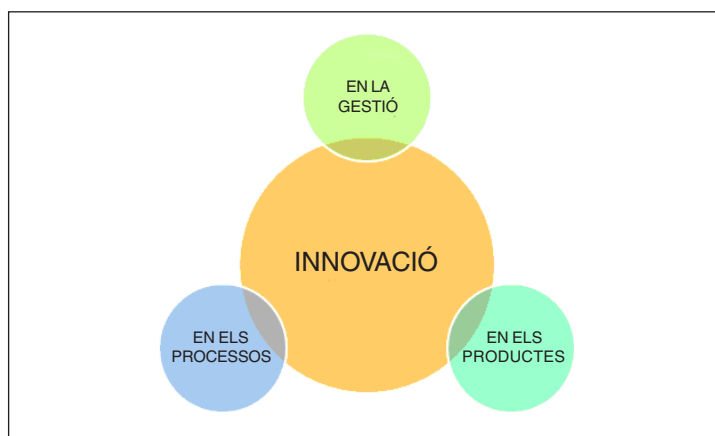 EN LA
GESTIÓ
INNOVACIÓ
EN ELS
PROCESSOS
EN ELS
PRODUCTES